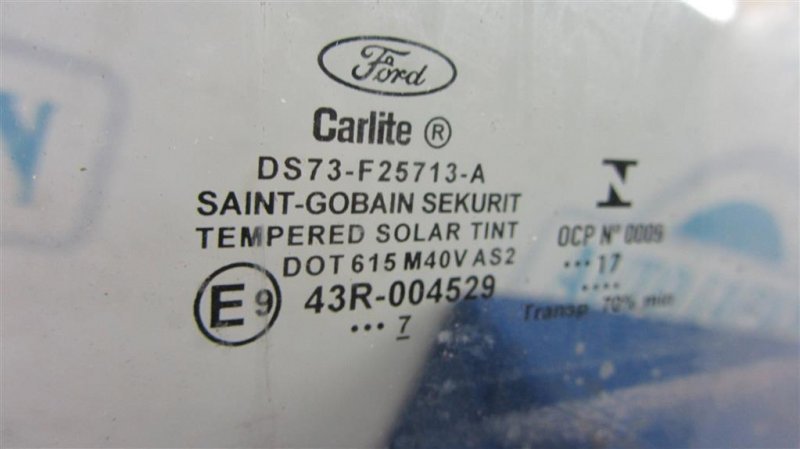 Ford
Carlite ®
DS73-F25713-A
SAINT-GOBAIN SEKURIT
TEMPERED SOLAR TINT
DOT 615 M40V AS2
E9 43R-004529
... 7
N
OCP Nº 0009
... 17
....
Transp. 70% min